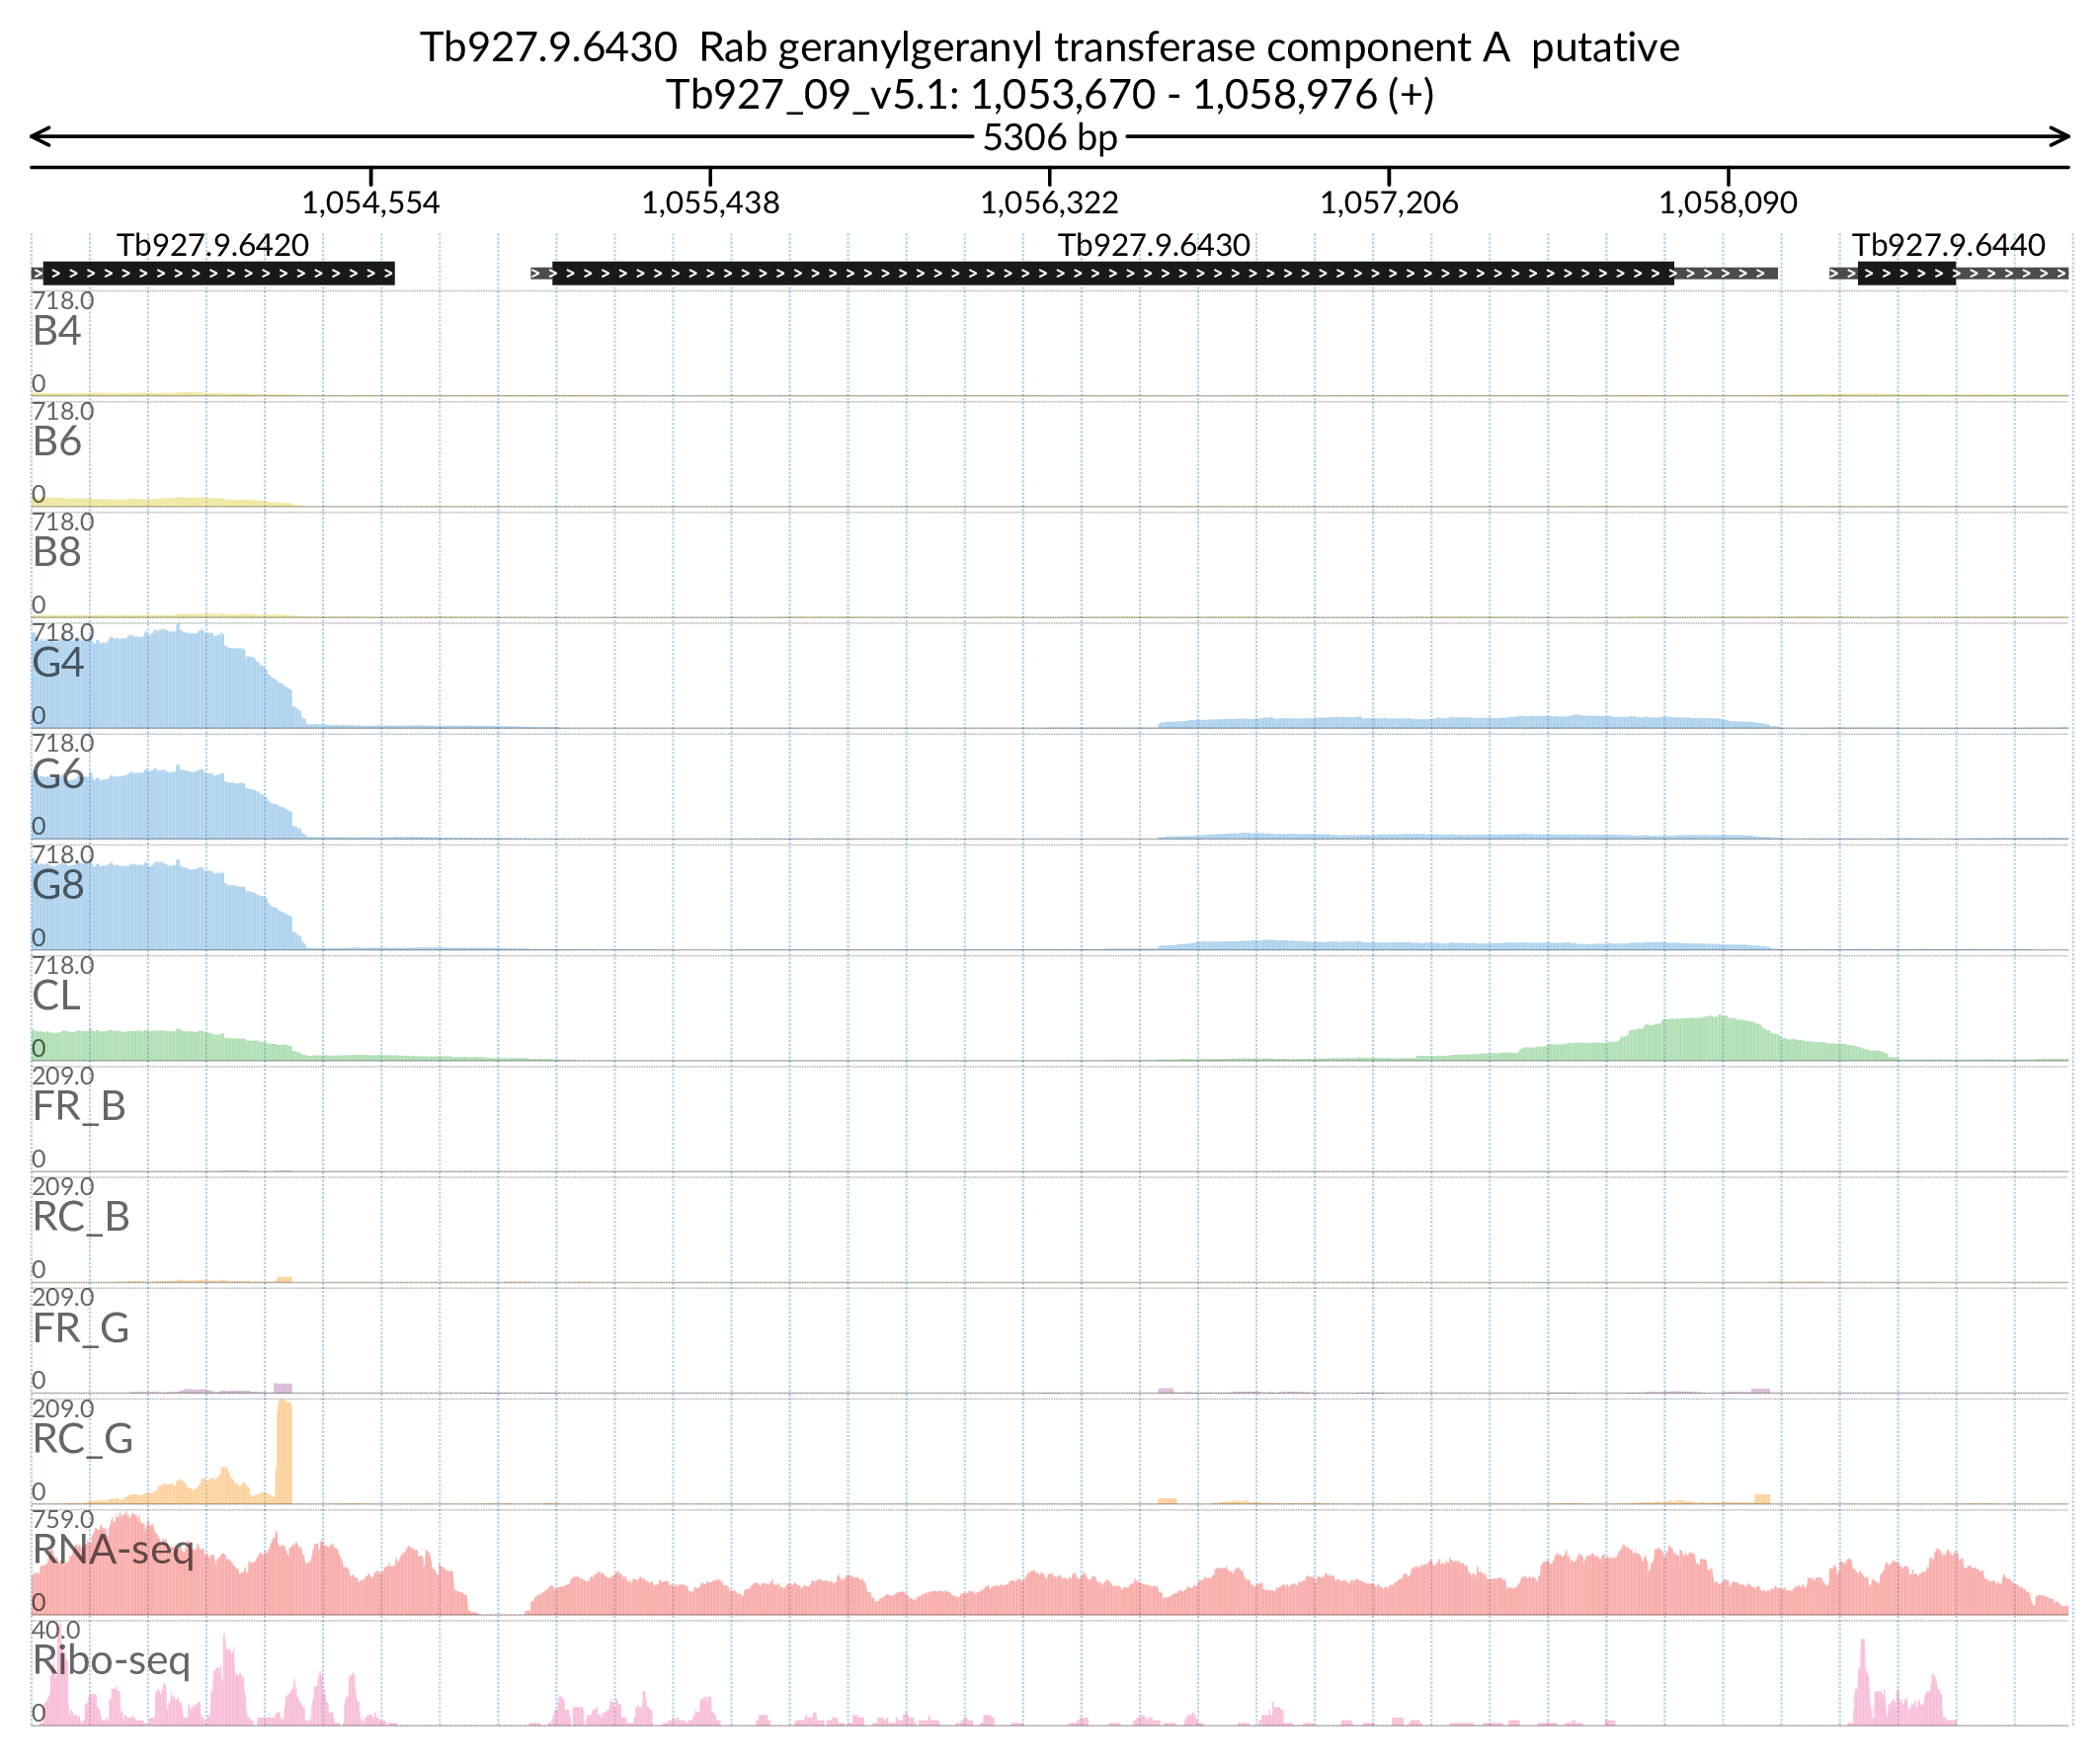 Tb927.9.6430  Rab geranylgeranyl transferase component A  putative
Tb927_09_v5.1: 1,053,670 - 1,058,976 (+)
5306 bp
1,054,554 1,055,438 1,056,322 1,057,206 1,058,090
Tb927.9.6420 Tb927.9.6430 Tb927.9.6440
718.0
B4
0
718.0
B6
0
718.0
B8
0
718.0
G4
0
718.0
G6
0
718.0
G8
0
718.0
CL
0
209.0
FR_B
0
209.0
RC_B
0
209.0
FR_G
0
209.0
RC_G
0
759.0
RNA-seq
0
40.0
Ribo-seq
0